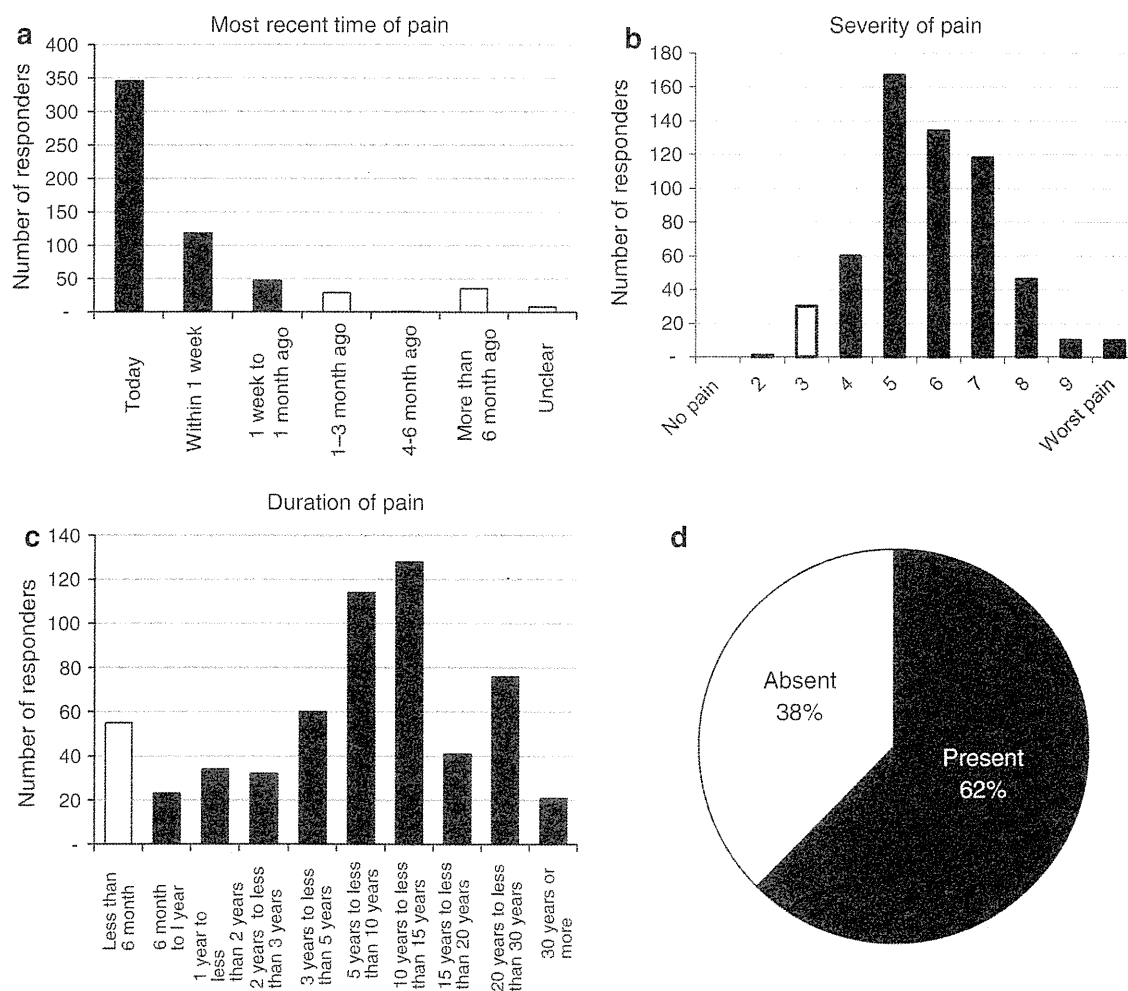 a
Most recent time of pain
Number of responders
400
350
300
250
200
150
100
50
-
Today
Within 1 week
1 week to
1 month ago
1–3 month ago
4-6 month ago
More than
6 month ago
Unclear
b
Severity of pain
Number of responders
180
160
140
120
100
80
60
40
20
-
No pain
2
3
4
5
6
7
8
9
Worst pain
c
Duration of pain
Number of responders
140
120
100
80
60
40
20
-
Less than
6 month
6 month
to I year
1 year to
less
than 2 years
2 years to less
than 3 years
3 years to less
than 5 years
5 years to less
than 10 years
10 years to less
than 15 years
15 years to less
than 20 years
20 years to less
than 30 years
30 years or
more
d
Absent
38%
Present
62%